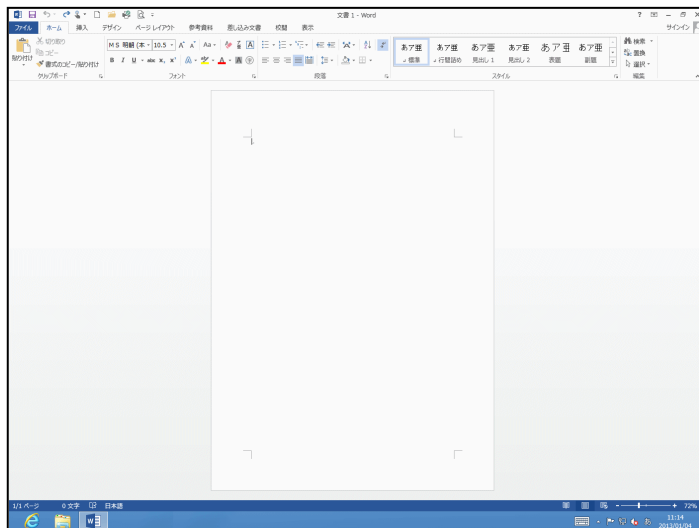 文書 1 - Word
ファイル ホーム 挿入 デザイン ページ レイアウト 参考資料 差し込み文書 校閲 表示 サインイン
貼り付け 切り取り コピー 書式のコピー/貼り付け
クリップボード
MS 明朝 (本 10.5
フォント
段落
あア亜 あア亜 あア亜 あア亜 あア亜 あア亜
標準 行間詰め 見出し 1 見出し 2 表題 副題
スタイル
検索
置換
選択
編集
1/1 ページ 0 文字 日本語 72%
11:14
2013/01/04